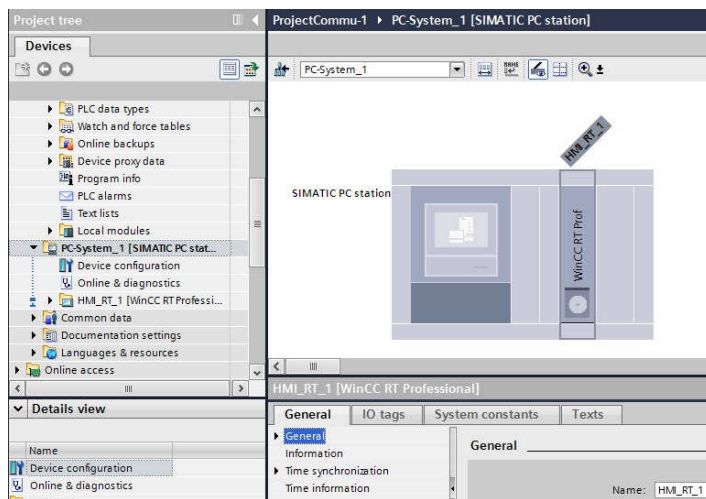 Project tree
Devices
PLC data types
Watch and force tables
Online backups
Device proxy data
Program info
PLC alarms
Text lists
Local modules
PC-System_1 [SIMATIC PC stat...
Device configuration
Online & diagnostics
HMI_RT_1 [WinCC RT Professi...
Common data
Documentation settings
Languages & resources
Online access
Details view
Name
Device configuration
Online & diagnostics
ProjectCommu-1 PC-System_1 [SIMATIC PC station]
PC-System_1
HMI_RT_1
SIMATIC PC station
WinCC RT Prof
HMI_RT_1 [WinCC RT Professional]
General IO tags System constants Texts
General
Information
Time synchronization
Time information
General
Name: HMI_RT_1